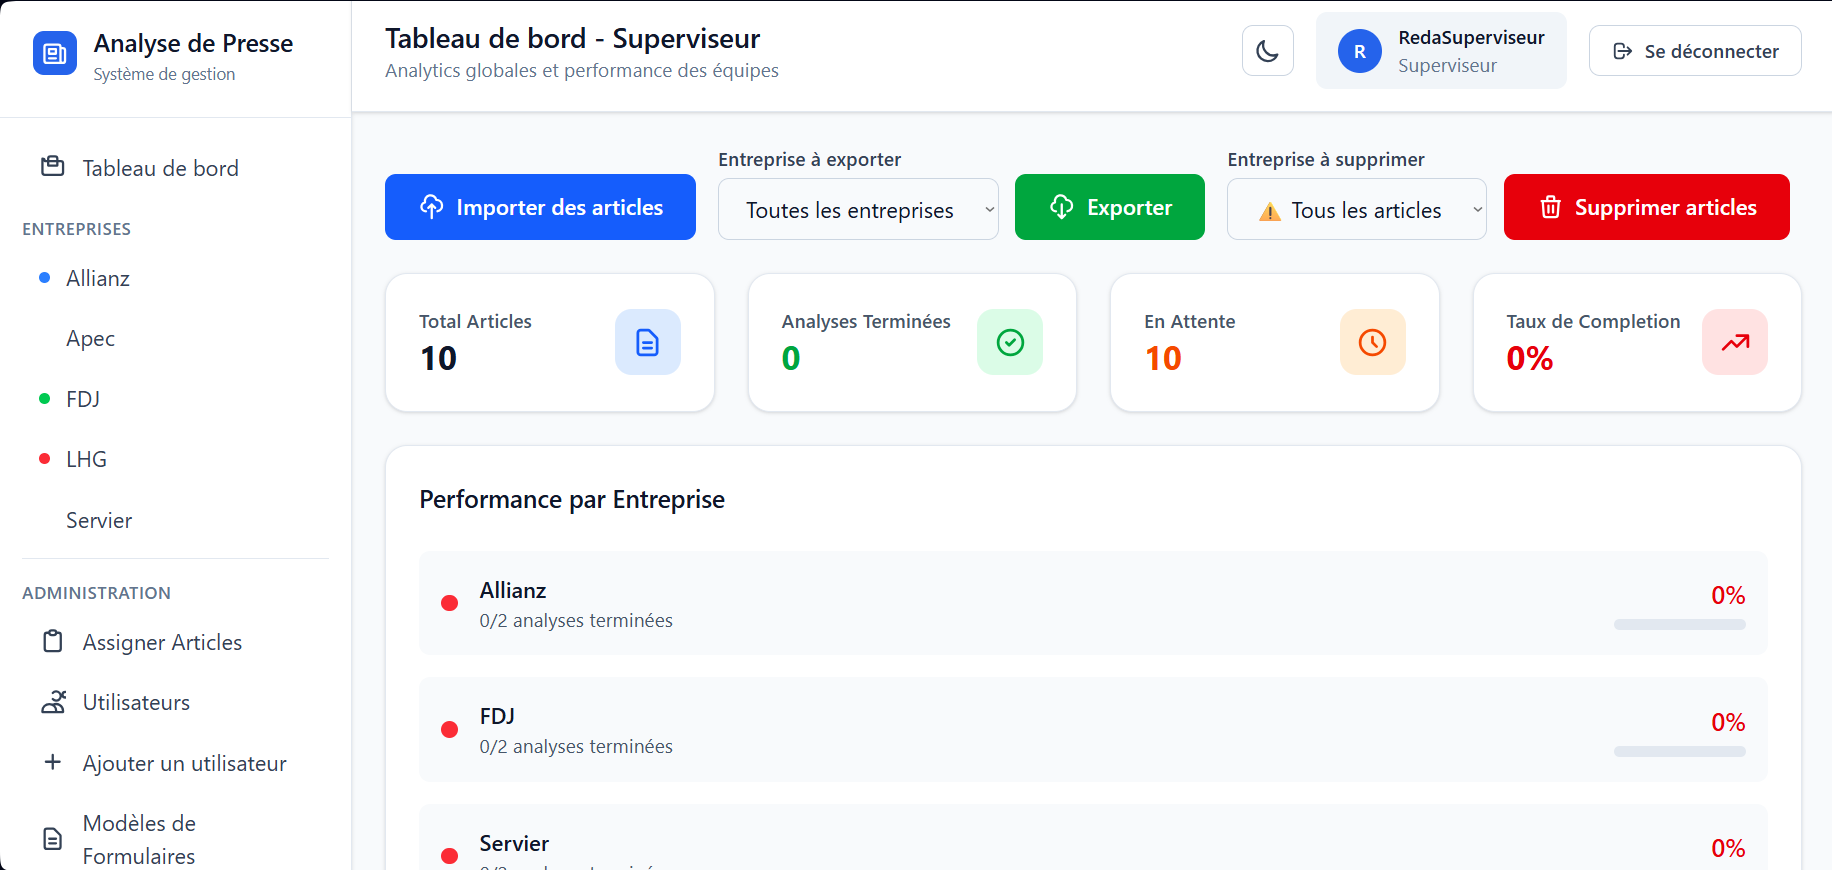 Analyse de Presse
Système de gestion
Tableau de bord
ENTREPRISES
Allianz
Apec
FDJ
LHG
Servier
ADMINISTRATION
Assigner Articles
Utilisateurs
Ajouter un utilisateur
Modèles de
Formulaires
Tableau de bord - Superviseur
Analytics globales et performance des équipes
R
RedaSuperviseur
Superviseur
Se déconnecter
Importer des articles
Entreprise à exporter
Toutes les entreprises
Exporter
Entreprise à supprimer
⚠️ Tous les articles
Supprimer articles
Total Articles
10
Analyses Terminées
0
En Attente
10
Taux de Completion
0%
Performance par Entreprise
Allianz
0/2 analyses terminées
0%
FDJ
0/2 analyses terminées
0%
Servier
0%